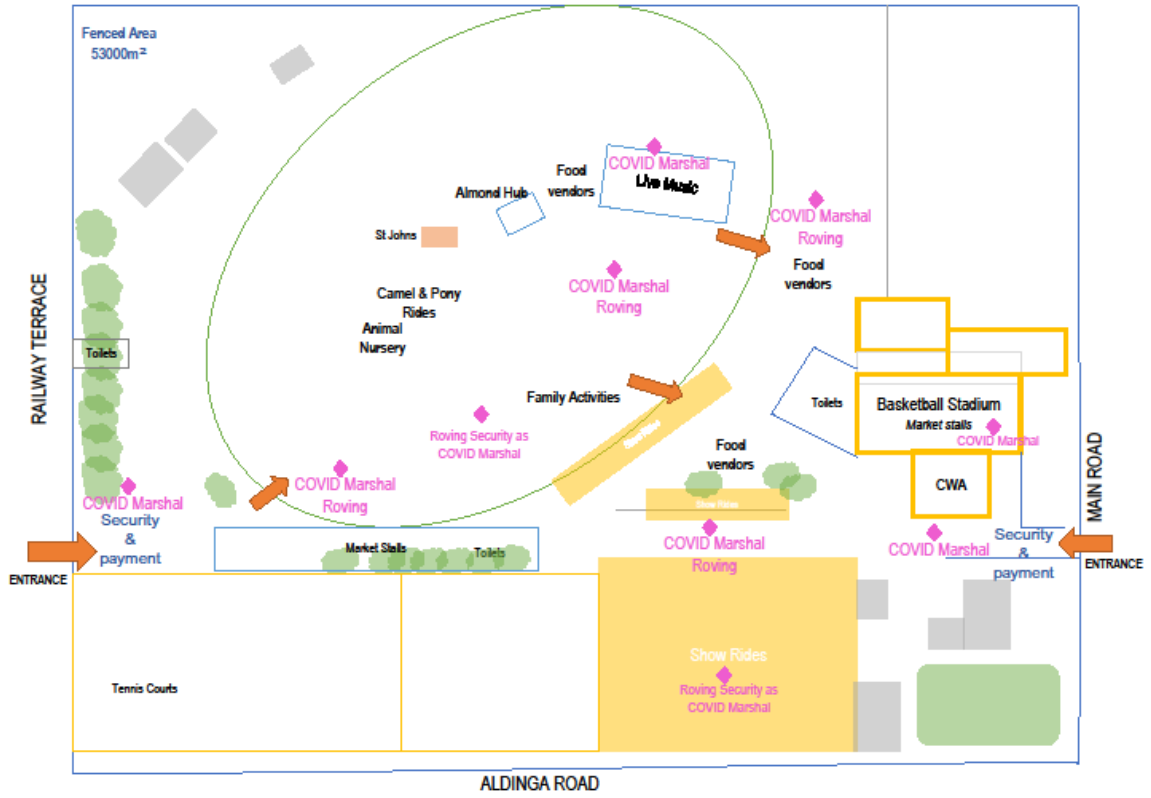 Fenced Area
53000m²
COVID Marshal
Live Music
Food
vendors
Almond Hub
COVID Marshal
Roving
St Johns
Food
vendors
COVID Marshal
Roving
Camel & Pony
Rides
Animal
Nursery
Toilets
RAILWAY TERRACE
Family Activities
Toilets
Basketball Stadium
Market stalls
COVID Marshal
Roving Security as
COVID Marshal
Food
vendors
MAIN ROAD
COVID Marshal
Roving
CWA
COVID Marshal
Security
&
payment
ENTRANCE
Show Rides
Market Stalls
Toilets
COVID Marshal
Roving
COVID Marshal
Security
&
payment
ENTRANCE
Show Rides
Roving Security as
COVID Marshal
Tennis Courts
ALDINGA ROAD